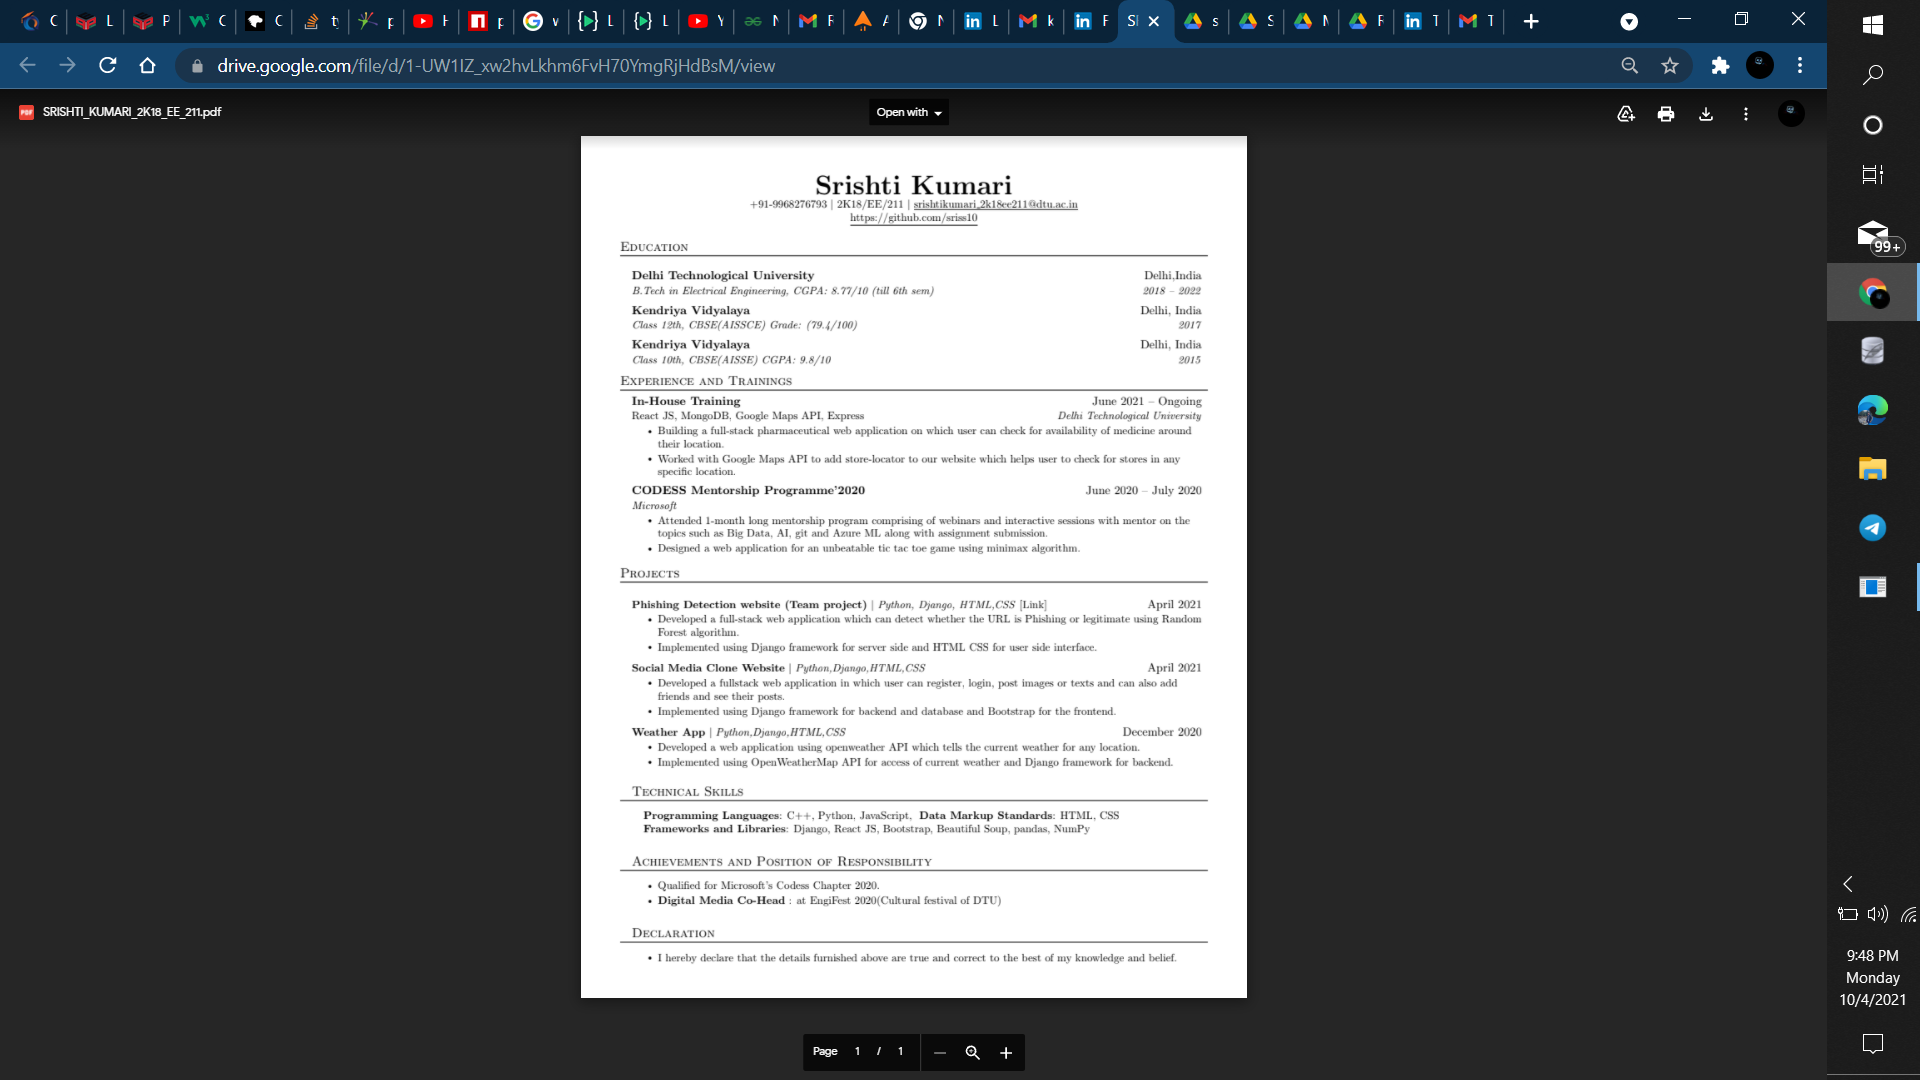 drive.google.com/file/d/1-UW1IZ_xw2hvLkhm6FvH70YmgRjHdBsM/view
SRISHTI_KUMARI_2K18_EE_211.pdf
Open with
Srishti Kumari
+91-9968276793 | 2K18/EE/211 | srishtikumari_2k18ee211@dtu.ac.in
https://github.com/sriss10
EDUCATION
Delhi Technological University Delhi,India
B.Tech in Electrical Engineering, CGPA: 8.77/10 (till 6th sem) 2018 – 2022
Kendriya Vidyalaya Delhi, India
Class 12th, CBSE(AISSCE) Grade: (79.4/100) 2017
Kendriya Vidyalaya Delhi, India
Class 10th, CBSE(AISSE) CGPA: 9.8/10 2015
EXPERIENCE AND TRAININGS
In-House Training June 2021 – Ongoing
React JS, MongoDB, Google Maps API, Express Delhi Technological University
• Building a full-stack pharmaceutical web application on which user can check for availability of medicine around
their location.
• Worked with Google Maps API to add store-locator to our website which helps user to check for stores in any
specific location.
CODESS Mentorship Programme'2020 June 2020 – July 2020
Microsoft
• Attended 1-month long mentorship program comprising of webinars and interactive sessions with mentor on the
topics such as Big Data, AI, git and Azure ML along with assignment submission.
• Designed a web application for an unbeatable tic tac toe game using minimax algorithm.
PROJECTS
Phishing Detection website (Team project) | Python, Django, HTML,CSS [Link] April 2021
• Developed a full-stack web application which can detect whether the URL is Phishing or legitimate using Random
Forest algorithm.
• Implemented using Django framework for server side and HTML CSS for user side interface.
Social Media Clone Website | Python,Django,HTML,CSS April 2021
• Developed a fullstack web application in which user can register, login, post images or texts and can also add
friends and see their posts.
• Implemented using Django framework for backend and database and Bootstrap for the frontend.
Weather App | Python,Django,HTML,CSS December 2020
• Developed a web application using openweather API which tells the current weather for any location.
• Implemented using OpenWeatherMap API for access of current weather and Django framework for backend.
TECHNICAL SKILLS
Programming Languages: C++, Python, JavaScript, Data Markup Standards: HTML, CSS
Frameworks and Libraries: Django, React JS, Bootstrap, Beautiful Soup, pandas, NumPy
ACHIEVEMENTS AND POSITION OF RESPONSIBILITY
• Qualified for Microsoft's Codess Chapter 2020.
• Digital Media Co-Head : at EngiFest 2020(Cultural festival of DTU)
DECLARATION
• I hereby declare that the details furnished above are true and correct to the best of my knowledge and belief.
Page 1 / 1
99+
9:48 PM
Monday
10/4/2021